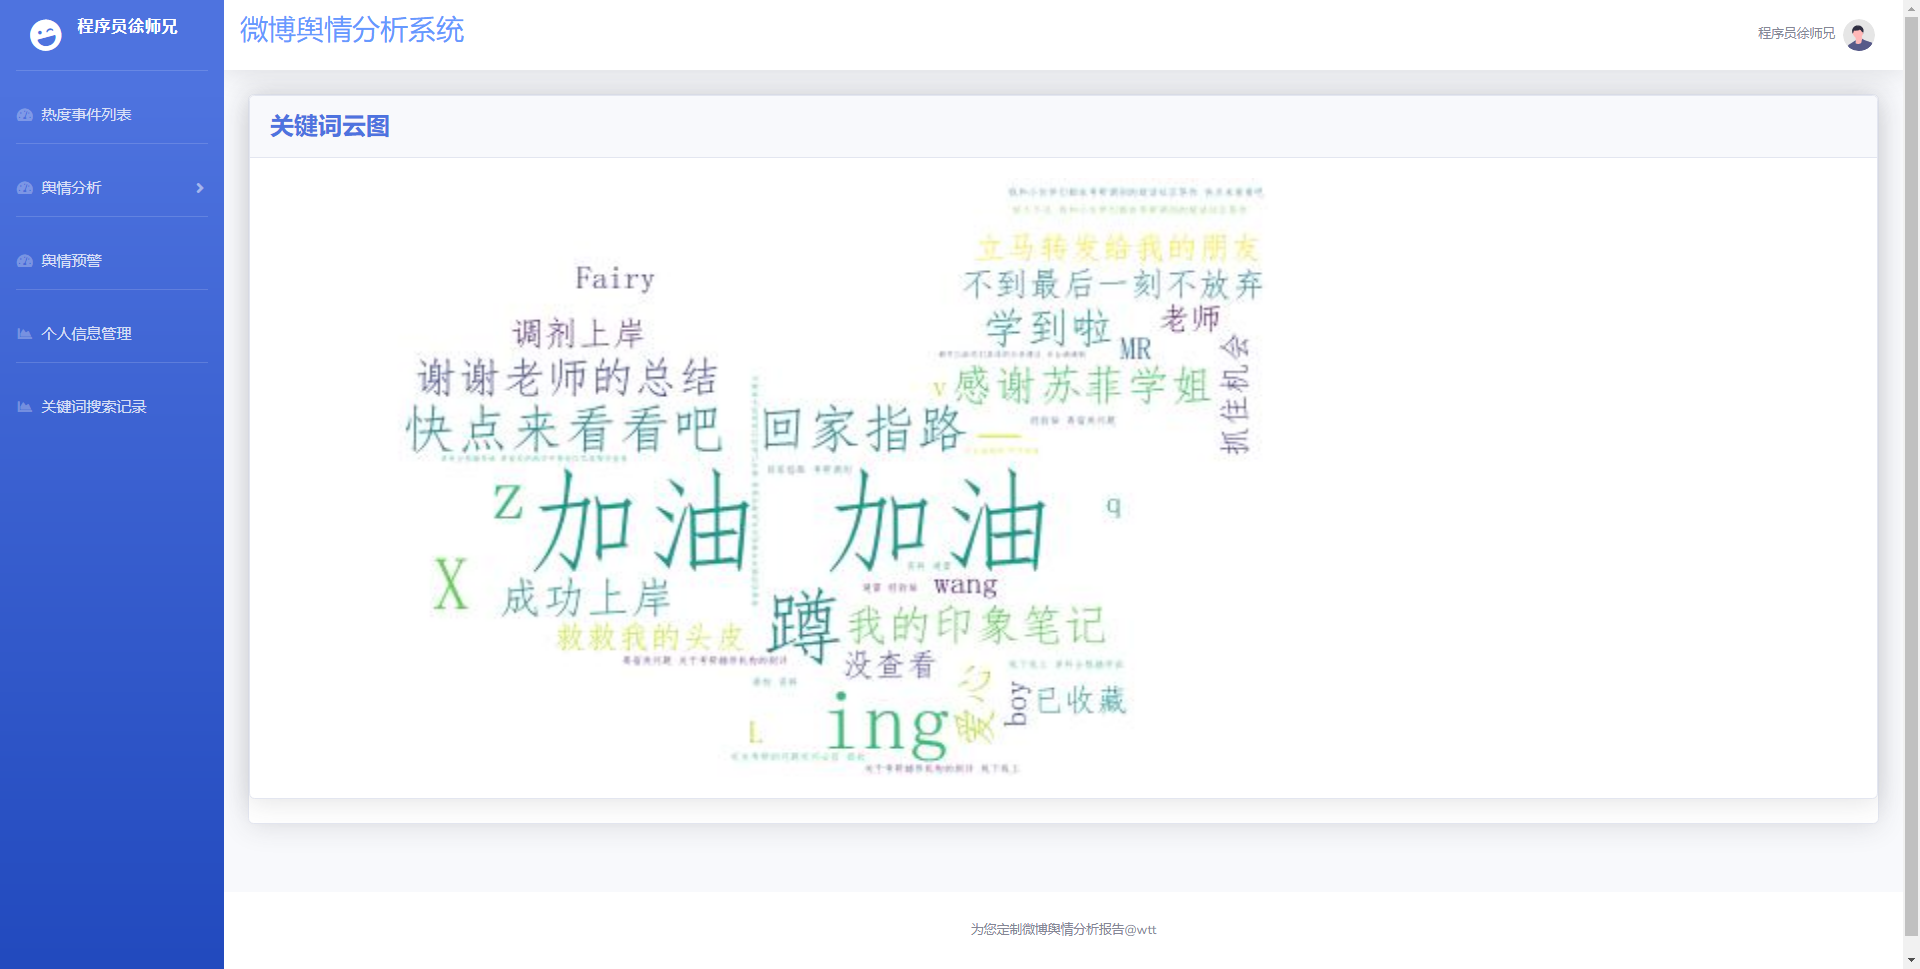 程序员徐师兄
微博舆情分析系统
程序员徐师兄
热度事件列表
舆情分析
舆情预警
个人信息管理
关键词搜索记录
关键词云图
立马转发给我的朋友
Fairy
不到最后一刻不放弃
调剂上岸
学到啦
老师
MR
谢谢老师的总结
v
感谢苏菲学姐
抓住机会
快点来看看吧
回家指路
Z
加油
加油
q
X
成功上岸
wang
救救我的头皮
蹲
我的印象笔记
没查看
爱心
boy
已收藏
L
ing
为您定制微博舆情分析报告@wtt